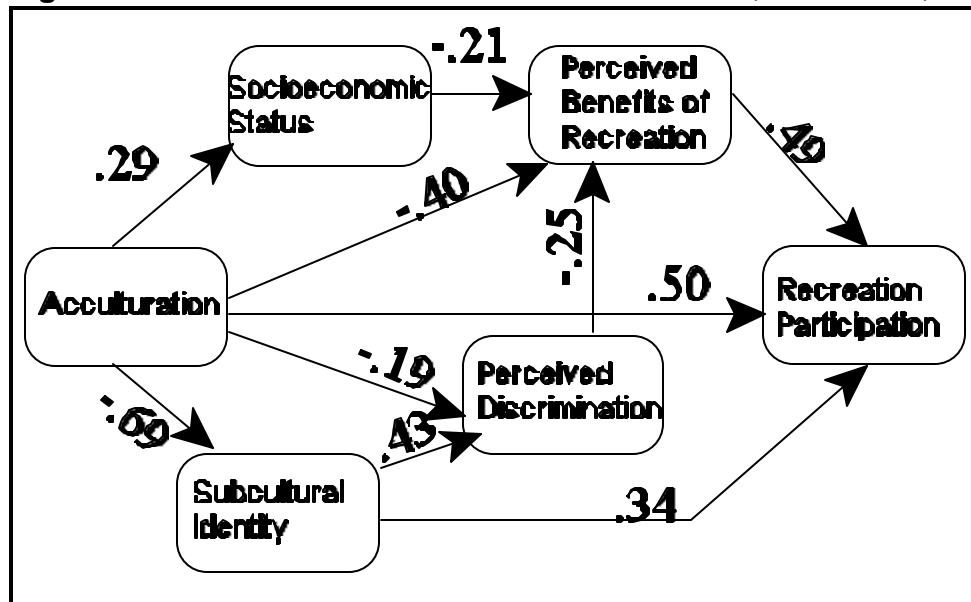 -.21
Socioeconomic
Status
Perceived
Benefits of
Recreation
.29
-.40
.49
-.25
.50
Acculturation
Recreation
Participation
-.19
Perceived
Discrimination
-.69
.43
Subcultural
Identity
.34